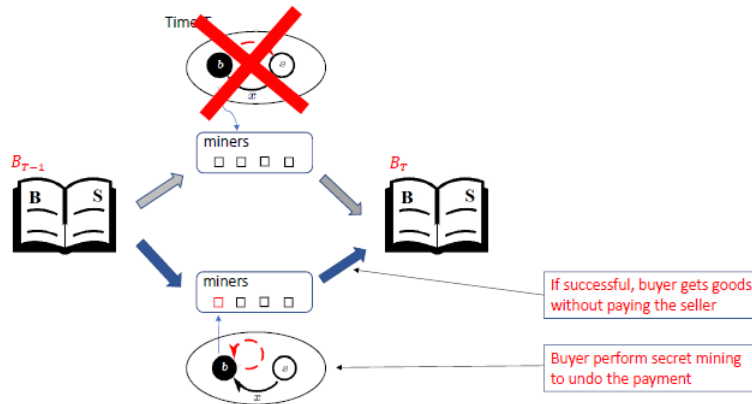 Time T
b
s
x
miners
B_{T-1}
B S
B_T
B S
miners
If successful, buyer gets goods
without paying the seller
b
s
x
Buyer perform secret mining
to undo the payment